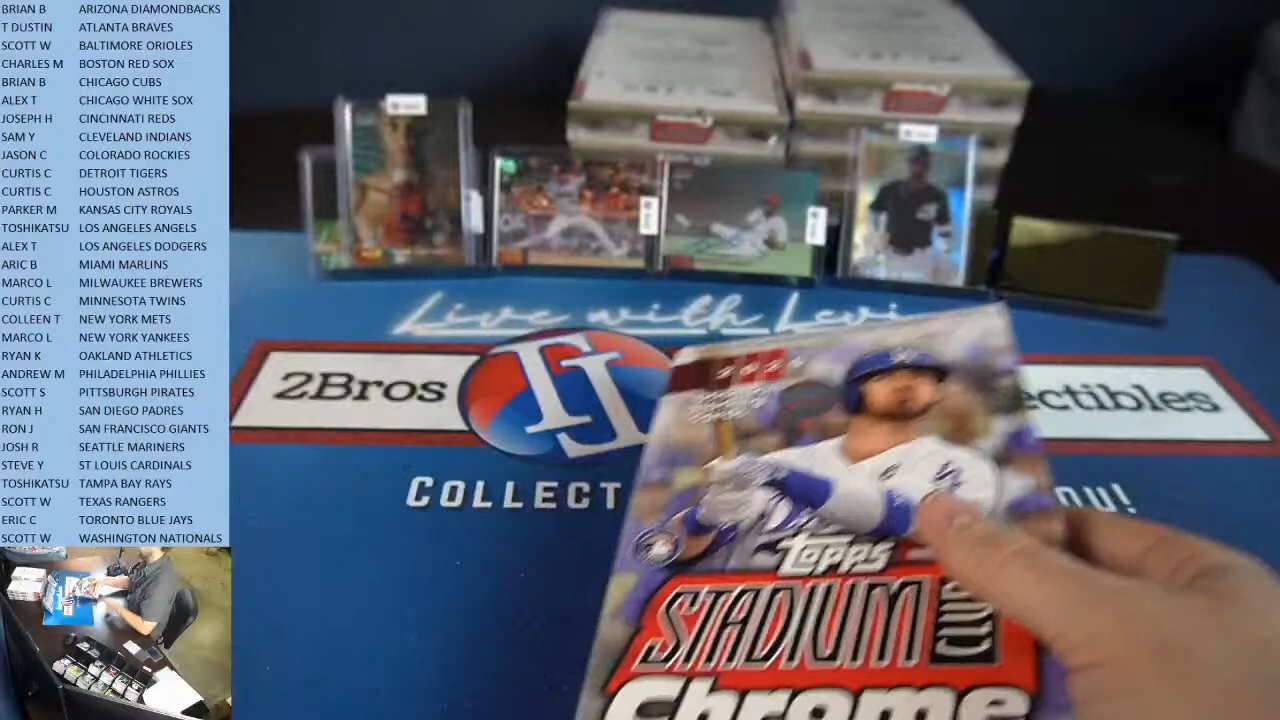 BRIAN B ARIZONA DIAMONDBACKS
T DUSTIN ATLANTA BRAVES
SCOTT W BALTIMORE ORIOLES
CHARLES M BOSTON RED SOX
BRIAN B CHICAGO CUBS
ALEX T CHICAGO WHITE SOX
JOSEPH H CINCINNATI REDS
SAM Y CLEVELAND INDIANS
JASON C COLORADO ROCKIES
CURTIS C DETROIT TIGERS
CURTIS C HOUSTON ASTROS
PARKER M KANSAS CITY ROYALS
TOSHIKATSU LOS ANGELES ANGELS
ALEX T LOS ANGELES DODGERS
ARIC B MIAMI MARLINS
MARCO L MILWAUKEE BREWERS
CURTIS C MINNESOTA TWINS
COLLEEN T NEW YORK METS
MARCO L NEW YORK YANKEES
RYAN K OAKLAND ATHLETICS
ANDREW M PHILADELPHIA PHILLIES
SCOTT S PITTSBURGH PIRATES
RYAN H SAN DIEGO PADRES
RON J SAN FRANCISCO GIANTS
JOSH R SEATTLE MARINERS
STEVE Y ST LOUIS CARDINALS
TOSHIKATSU TAMPA BAY RAYS
SCOTT W TEXAS RANGERS
ERIC C TORONTO BLUE JAYS
SCOTT W WASHINGTON NATIONALS
Live with Levi
2Bros
ectibles
COLLECT
ou!
Topps
STADIUM
CLUB
Chrome